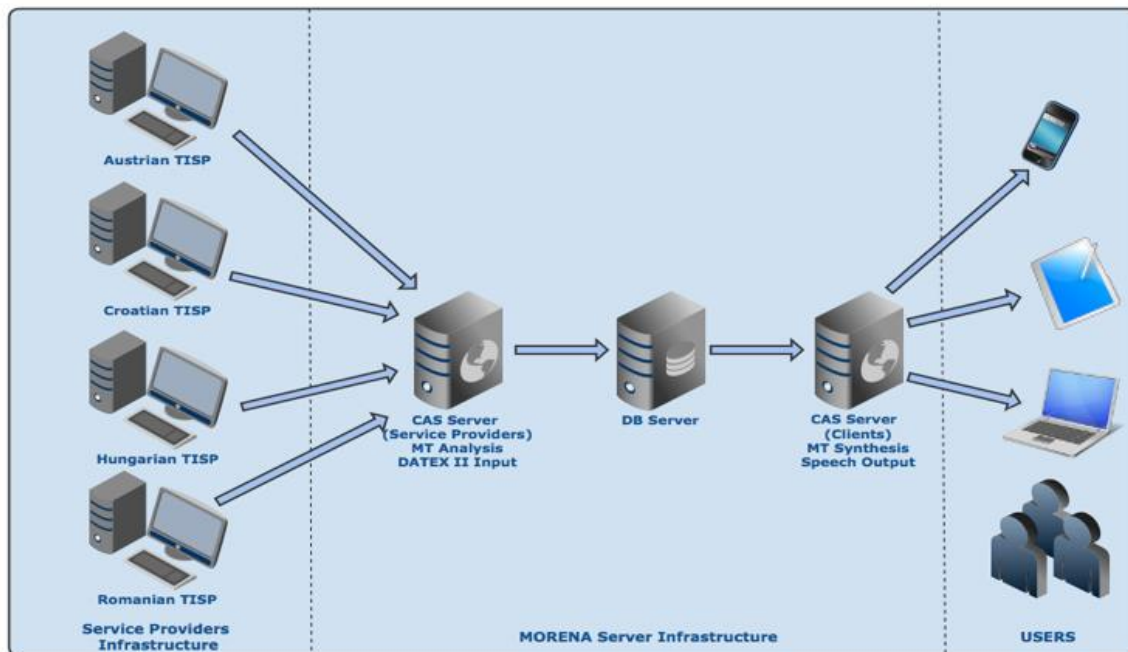 Austrian TISP
Croatian TISP
Hungarian TISP
Romanian TISP
Service Providers
Infrastructure
CAS Server
(Service Providers)
MT Analysis
DATEX II Input
DB Server
CAS Server
(Clients)
MT Synthesis
Speech Output
MORENA Server Infrastructure
USERS